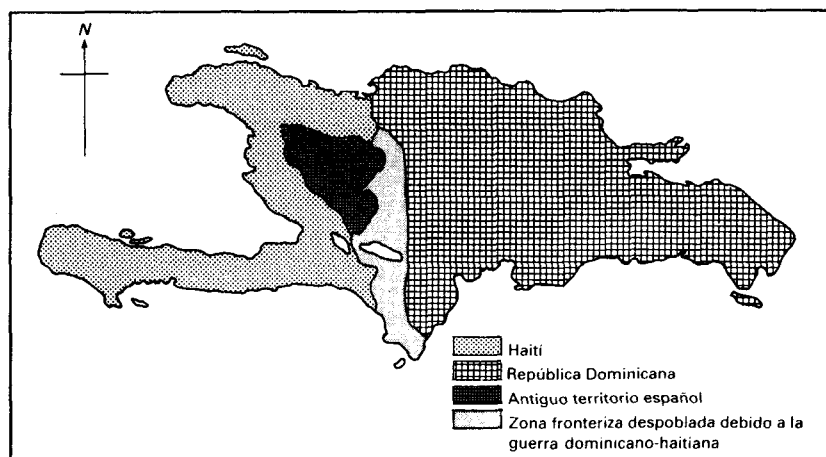 N
Haití
República Dominicana
Antiguo territorio español
Zona fronteriza despoblada debido a la
guerra dominicano-haitiana